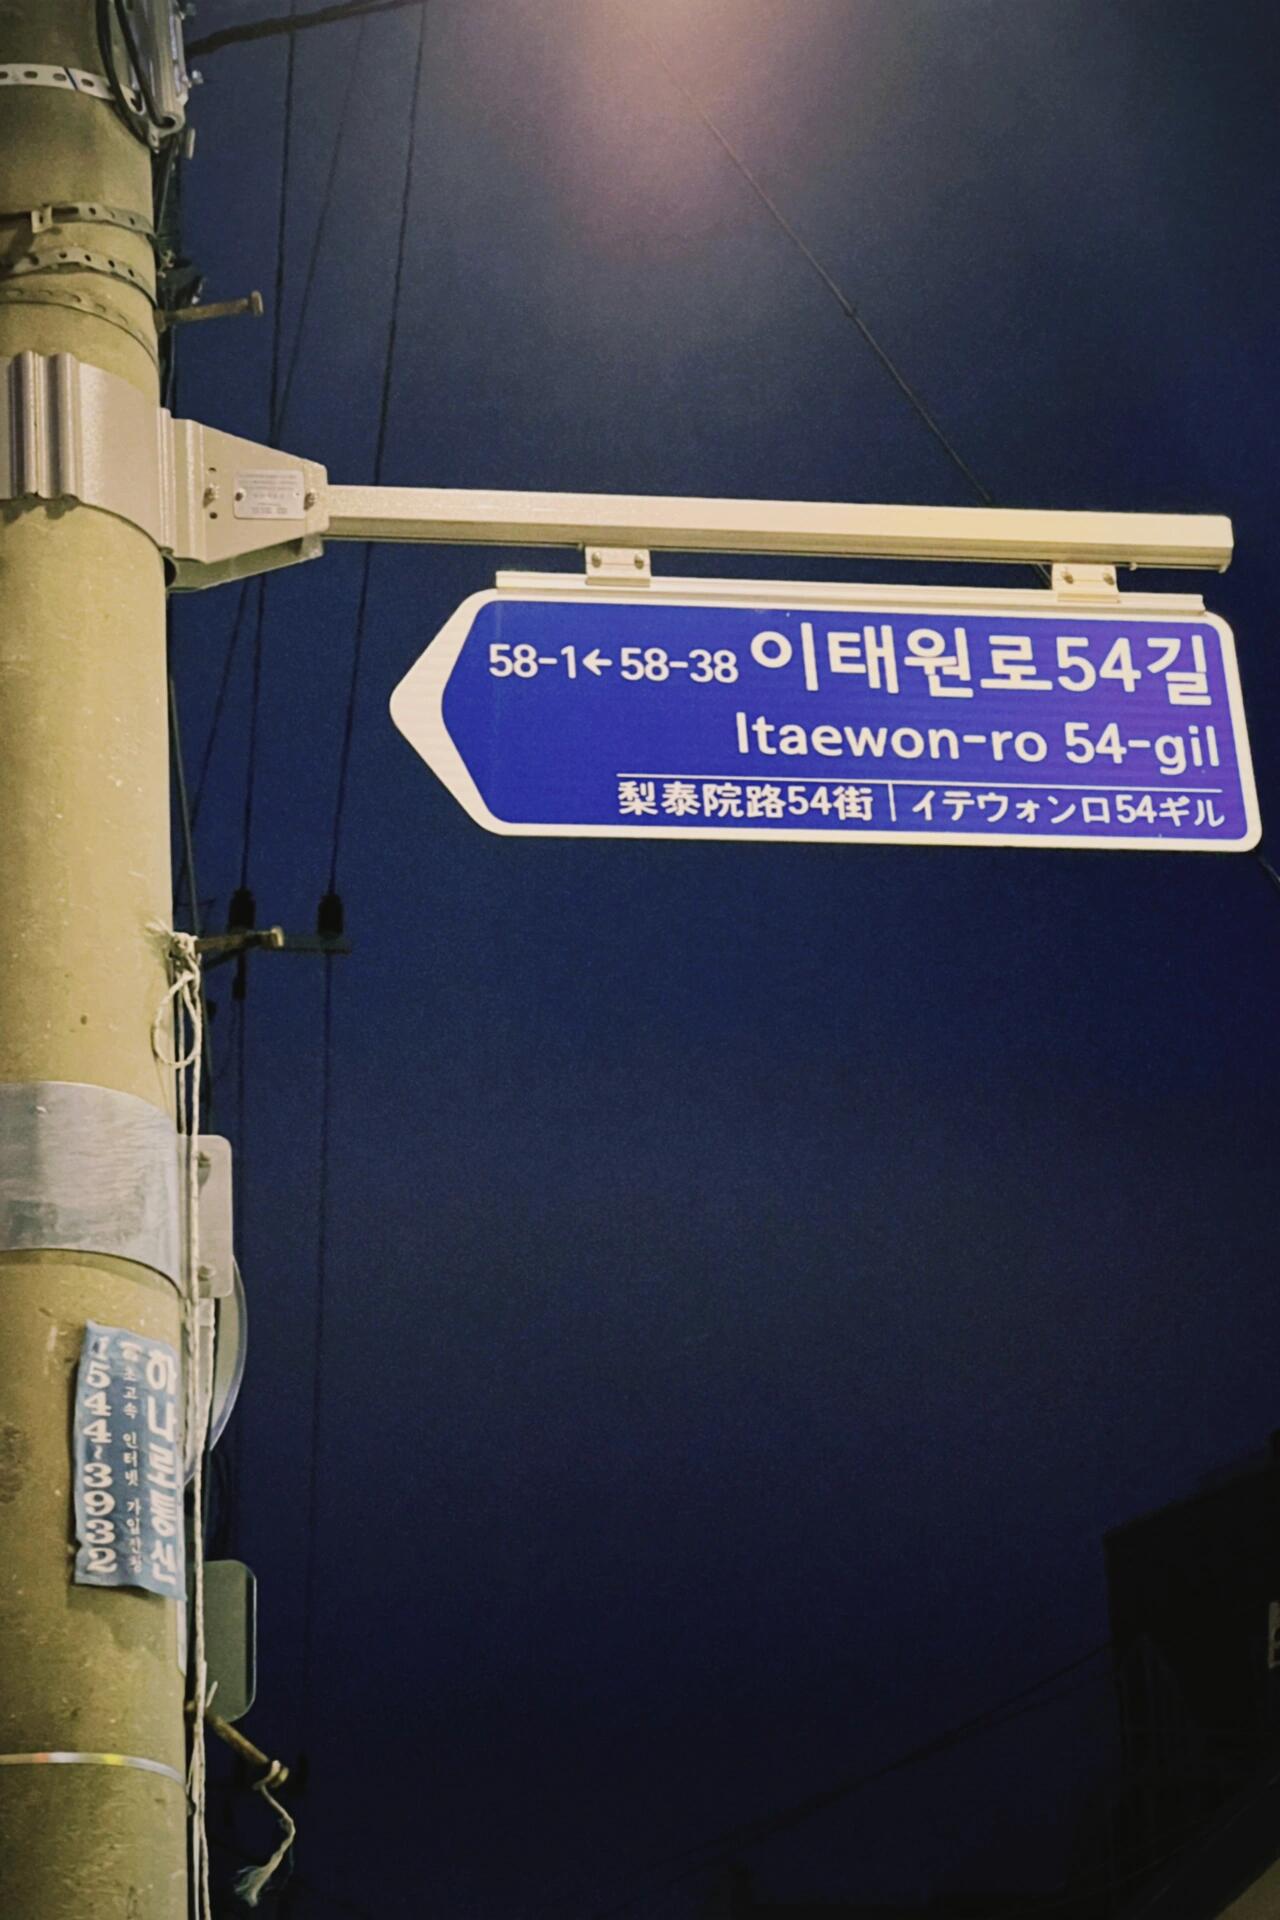 58-1←58-38 이태원로54길
Itaewon-ro 54-gil
梨泰院路54街 | イテウォンロ54ギル
하나로통신
☎초고속 인터넷 가입신청
1544-3932